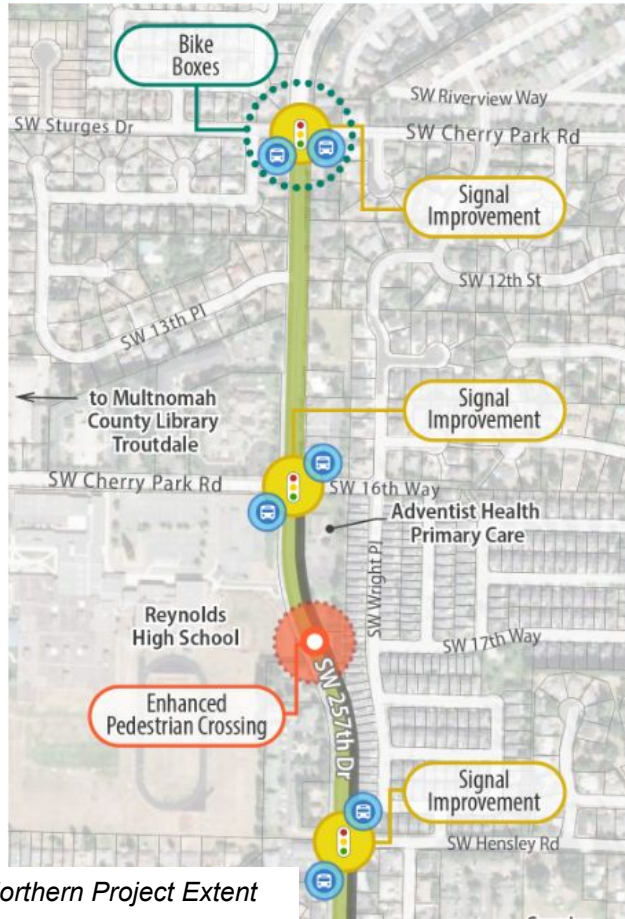 Bike
Boxes
SW Riverview Way
SW Sturges Dr
SW Cherry Park Rd
Signal
Improvement
SW 12th St
SW 13th Pl
to Multnomah
County Library
Troutdale
Signal
Improvement
SW Cherry Park Rd
SW 16th Way
Adventist Health
Primary Care
SW Wright Pl
Reynolds
High School
SW 17th Way
Enhanced
Pedestrian Crossing
SW 257th Dr
Signal
Improvement
SW Hensley Rd
orthern Project Extent